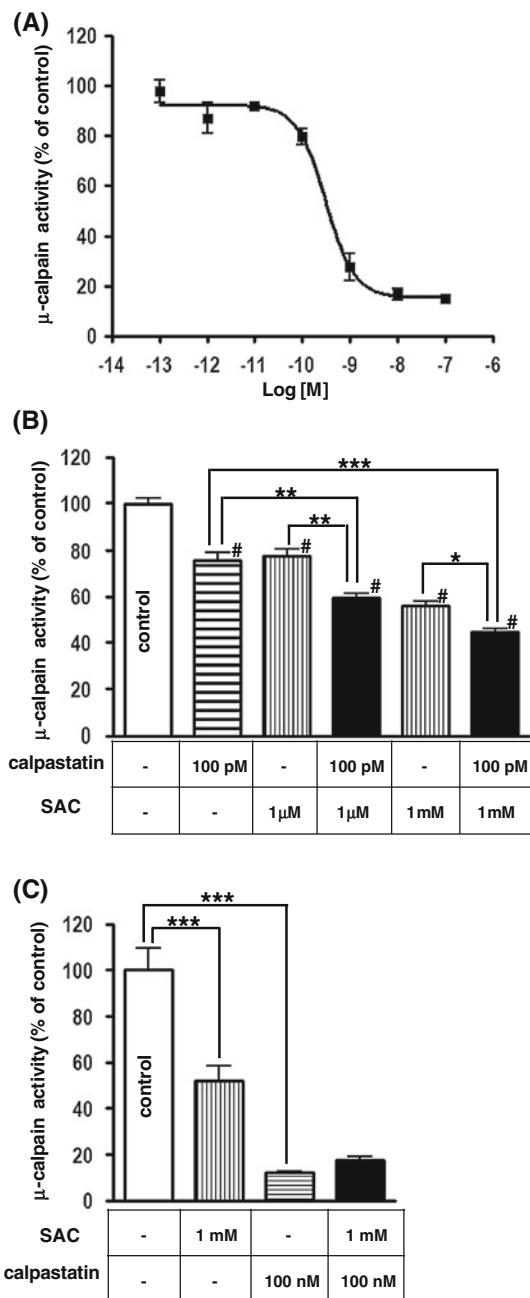 (A)
μ-calpain activity (% of control)
120
100
80
60
40
20
0
-14 -13 -12 -11 -10 -9 -8 -7 -6
Log [M]
(B)
μ-calpain activity (% of control)
120
100
80
60
40
20
0
***
** ** *
# # # # #
control
calpastatin - 100 pM - 100 pM - 100 pM
SAC - - 1μM 1μM 1mM 1mM
(C)
μ-calpain activity (% of control)
120
100
80
60
40
20
0
***
***
control
SAC - 1 mM - 1 mM
calpastatin - - 100 nM 100 nM